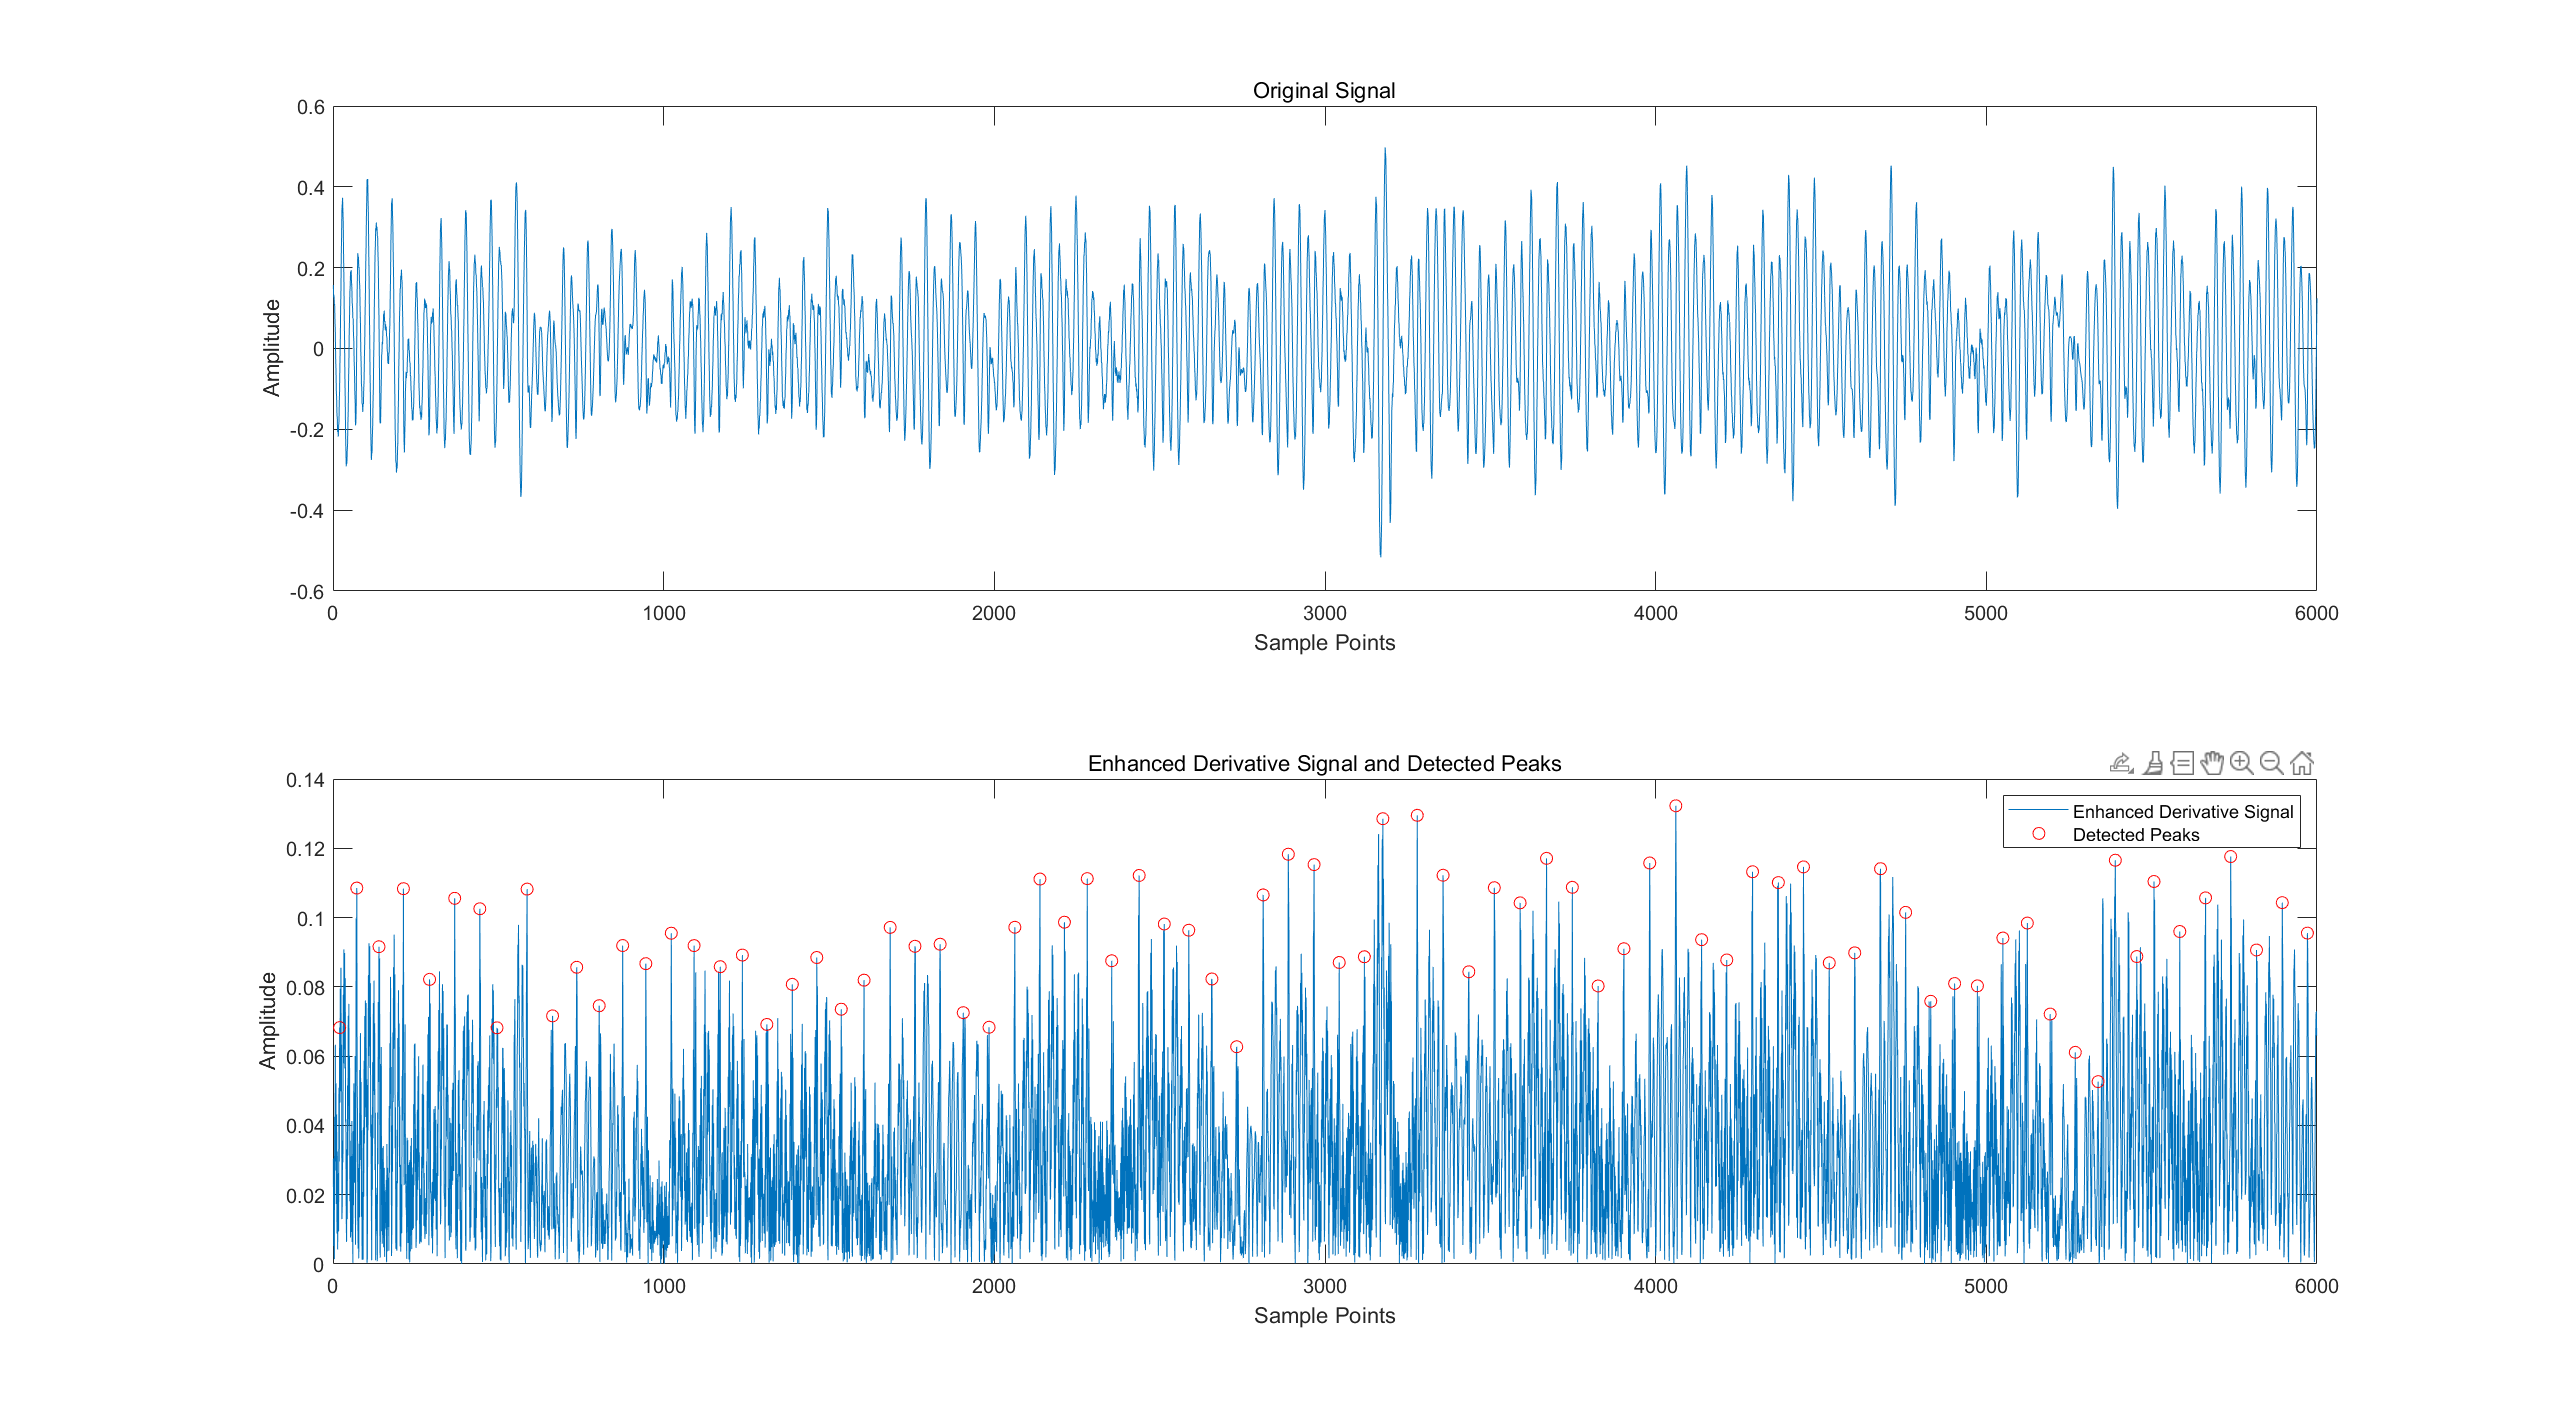 Original Signal
0.6
0.4
0.2
0
-0.2
-0.4
-0.6
Amplitude
0 1000 2000 3000 4000 5000 6000
Sample Points
Enhanced Derivative Signal and Detected Peaks
0.14
0.12
0.1
0.08
0.06
0.04
0.02
0
Amplitude
Enhanced Derivative Signal
Detected Peaks
0 1000 2000 3000 4000 5000 6000
Sample Points